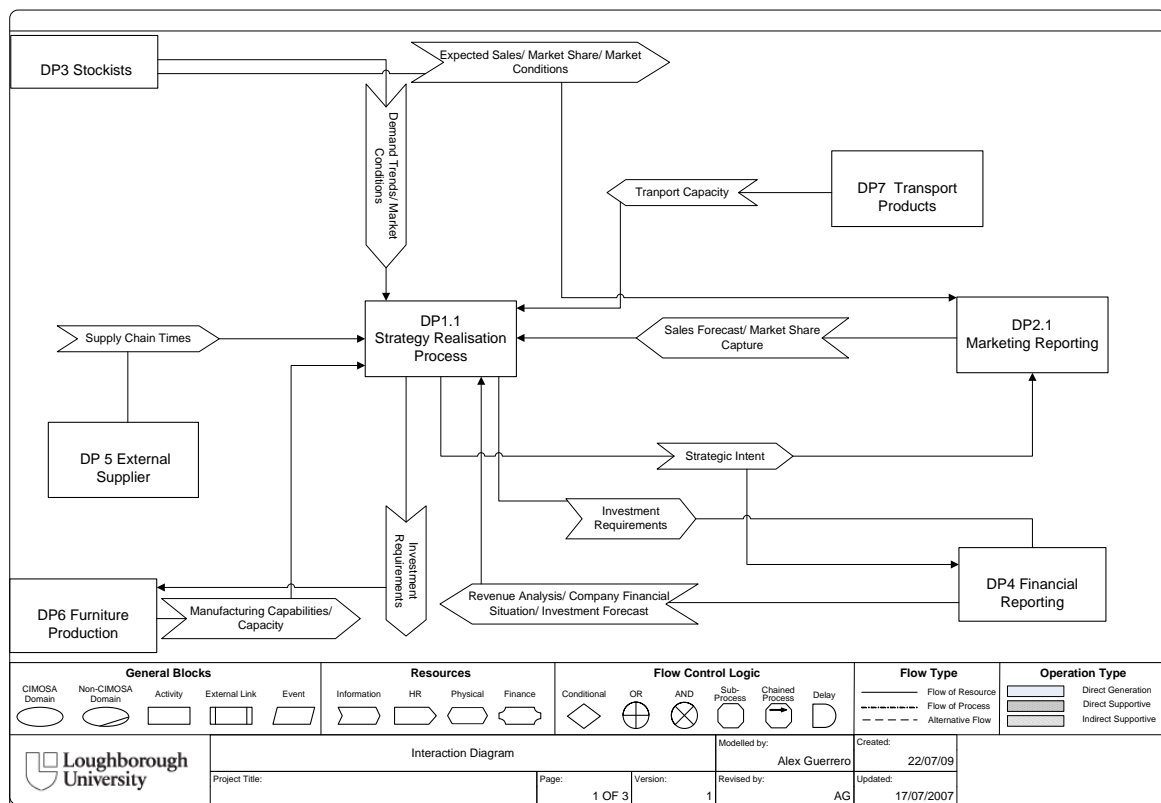 DP3 Stockists
Expected Sales/ Market Share/ Market
Conditions
Demand Trends/ Market
Conditions
Tranport Capacity
DP7 Transport
Products
DP1.1
Strategy Realisation
Process
Supply Chain Times
Sales Forecast/ Market Share
Capture
DP2.1
Marketing Reporting
DP 5 External
Supplier
Strategic Intent
Investment
Requirements
Investment
Requirements
DP4 Financial
Reporting
DP6 Furniture
Production
Manufacturing Capabilities/
Capacity
Revenue Analysis/ Company Financial
Situation/ Investment Forecast
General Blocks
CIMOSA
Domain
Non-CIMOSA
Domain
Activity
External Link
Event
Resources
Information
HR
Physical
Finance
Flow Control Logic
Conditional
OR
AND
Sub-
Process
Chained
Process
Delay
Flow Type
Flow of Resource
Flow of Process
Alternative Flow
Operation Type
Direct Generation
Direct Supportive
Indirect Supportive
Loughborough
University
Interaction Diagram
Modelled by:
Alex Guerrero
Created:
22/07/09
Project Title:
Page:
1 OF 3
Version:
1
Revised by:
AG
Updated:
17/07/2007